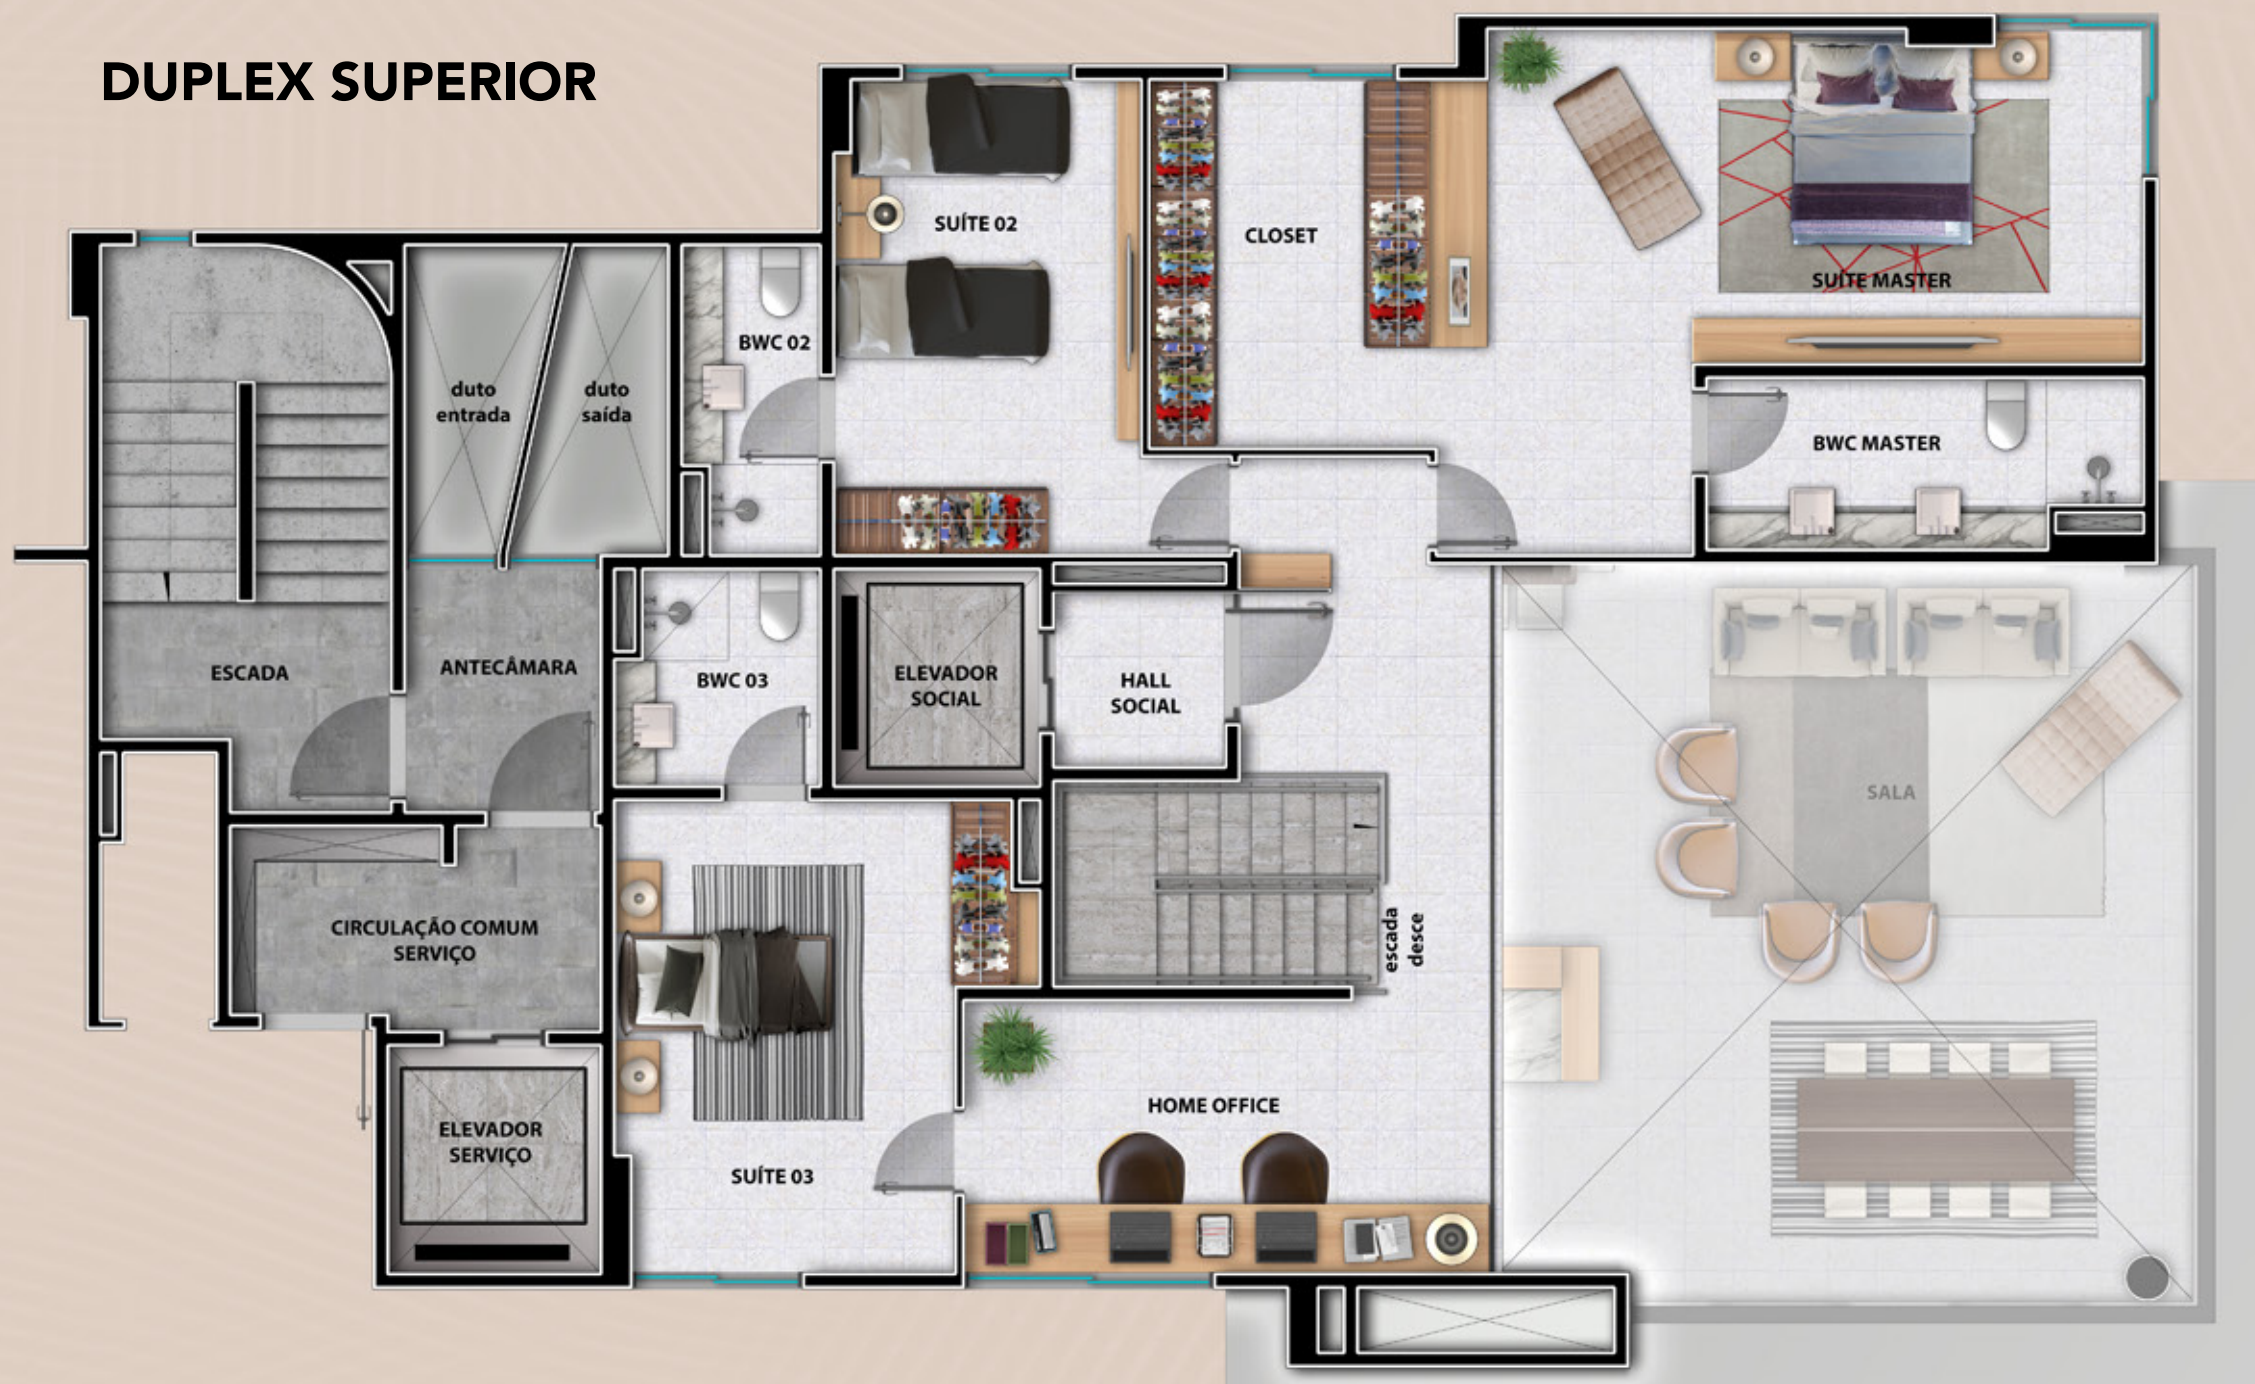 DUPLEX SUPERIOR
SUÍTE 02
CLOSET
SUÍTE MASTER
BWC 02
duto
entrada
duto
saída
BWC MASTER
ESCADA
ANTECÂMARA
BWC 03
ELEVADOR
SOCIAL
HALL
SOCIAL
SALA
CIRCULAÇÃO COMUM
SERVIÇO
escada
desce
ELEVADOR
SERVIÇO
HOME OFFICE
SUÍTE 03